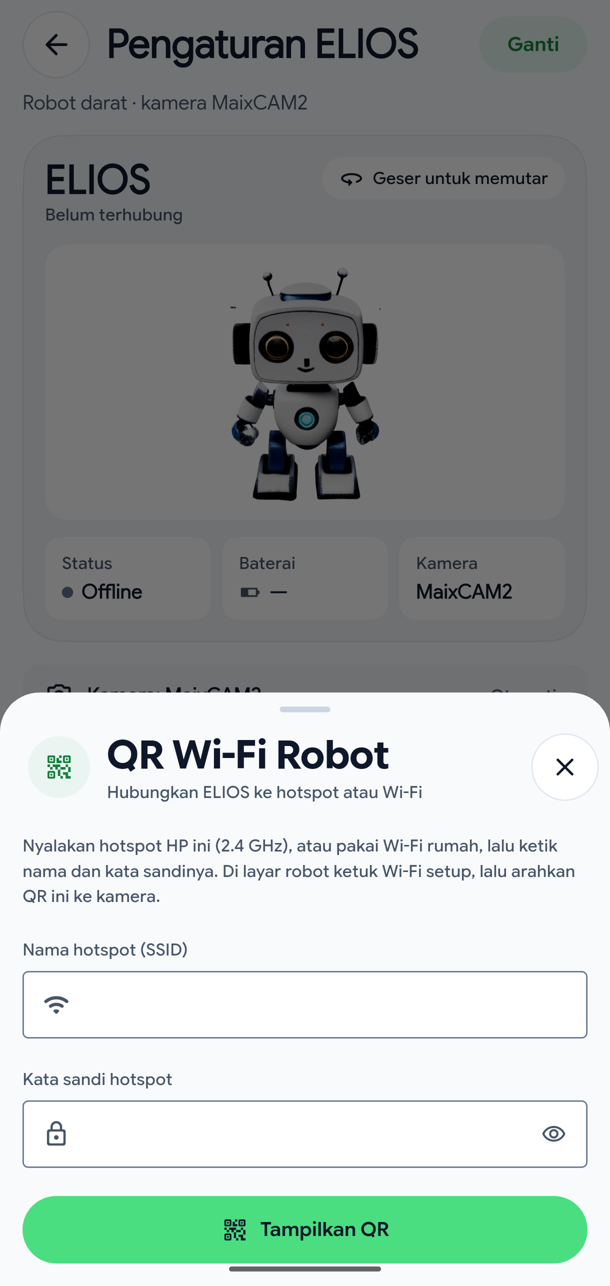 Pengaturan ELIOS
Ganti
Robot darat · kamera MaixCAM2
ELIOS
Geser untuk memutar
Belum terhubung
Status
Baterai
Kamera
Offline
—
MaixCAM2
Kamera: MaixCAM2
QR Wi-Fi Robot
Hubungkan ELIOS ke hotspot atau Wi-Fi
Nyalakan hotspot HP ini (2.4 GHz), atau pakai Wi-Fi rumah, lalu ketik
nama dan kata sandinya. Di layar robot ketuk Wi-Fi setup, lalu arahkan
QR ini ke kamera.
Nama hotspot (SSID)
Kata sandi hotspot
Tampilkan QR